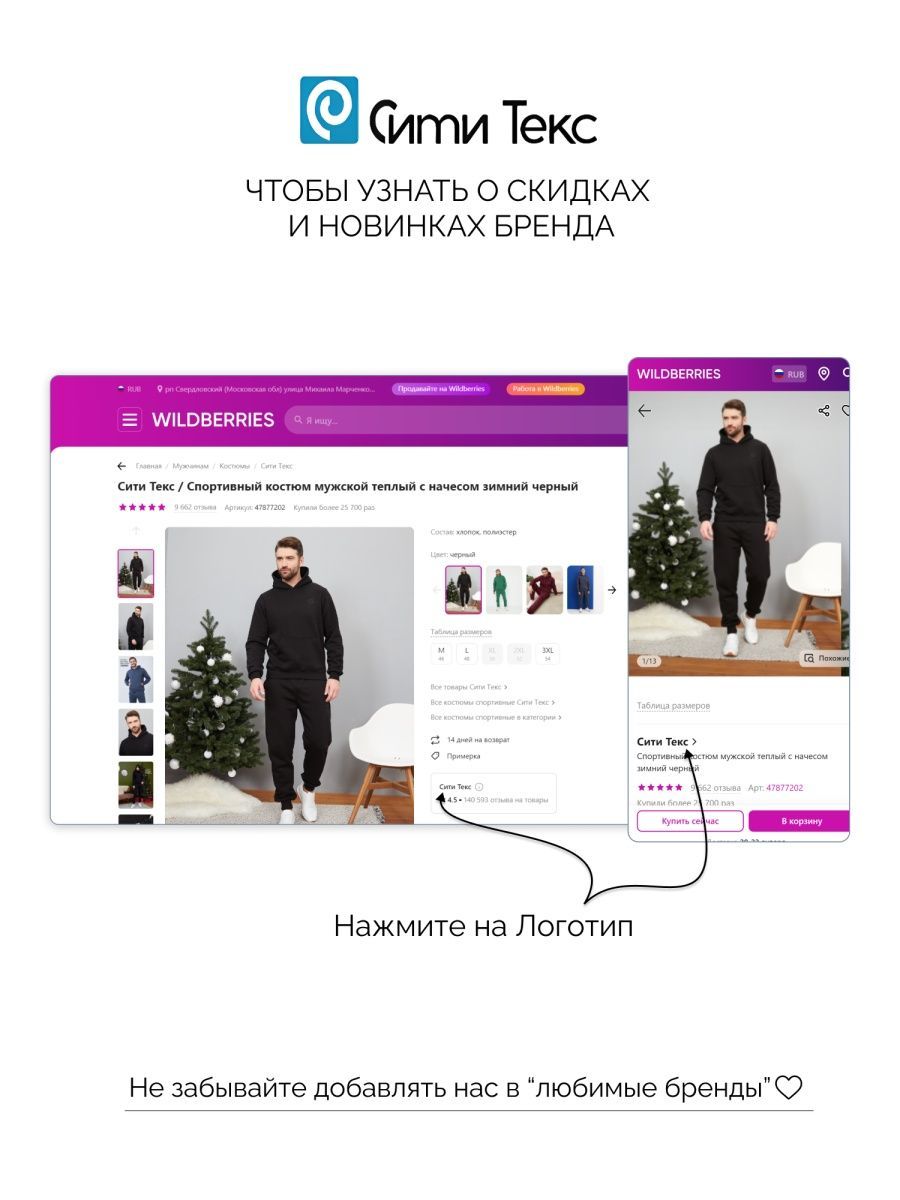 Сити Текс
ЧТОБЫ УЗНАТЬ О СКИДКАХ
И НОВИНКАХ БРЕНДА
RUB
рп Свердловский (Московская обл) улица Михаила Марченко...
Продавайте на Wildberries
Работа в Wildberries
WILDBERRIES
Я ищу...
Главная / Мужчинам / Костюмы / Сити Текс
Сити Текс / Спортивный костюм мужской теплый с начесом зимний черный
9 662 отзыва Артикул: 47877202 Купили более 25 700 раз
Состав: хлопок, полиэстер
Цвет: черный
Таблица размеров
M L XL 2XL 3XL
46 48 50 52 54
Все товары Сити Текс >
Все костюмы спортивные Сити Текс >
Все костюмы спортивные в категории >
14 дней на возврат
Примерка
Сити Текс
4.5 • 140 593 отзыва на товары
WILDBERRIES
RUB
1/13
Похожие
Таблица размеров
Сити Текс >
Спортивный костюм мужской теплый с начесом
зимний черный
9 662 отзыва Арт: 47877202
Купили более 25 700 раз
Купить сейчас
В корзину
Нажмите на Логотип
Не забывайте добавлять нас в “любимые бренды”